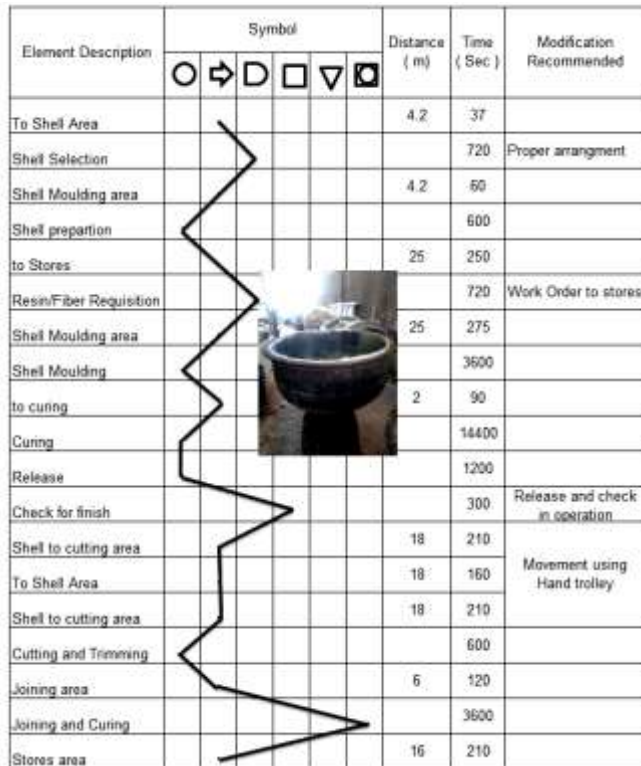 Element Description
Symbol
Distance
( m)
Time
( Sec )
Modification
Recommended
To Shell Area 4.2 37
Shell Selection 720 Proper arrangment
Shell Moulding area 4.2 60
Shell prepartion 600
to Stores 25 250
Resin/Fiber Requisition 720 Work Order to stores
Shell Moulding area 25 275
Shell Moulding 3600
to curing 2 90
Curing 14400
Release 1200
Check for finish 300 Release and check
in operation
Shell to cutting area 18 210
To Shell Area 18 160 Movement using
Hand trolley
Shell to cutting area 18 210
Cutting and Trimming 600
Joining area 6 120
Joining and Curing 3600
Stores area 16 210